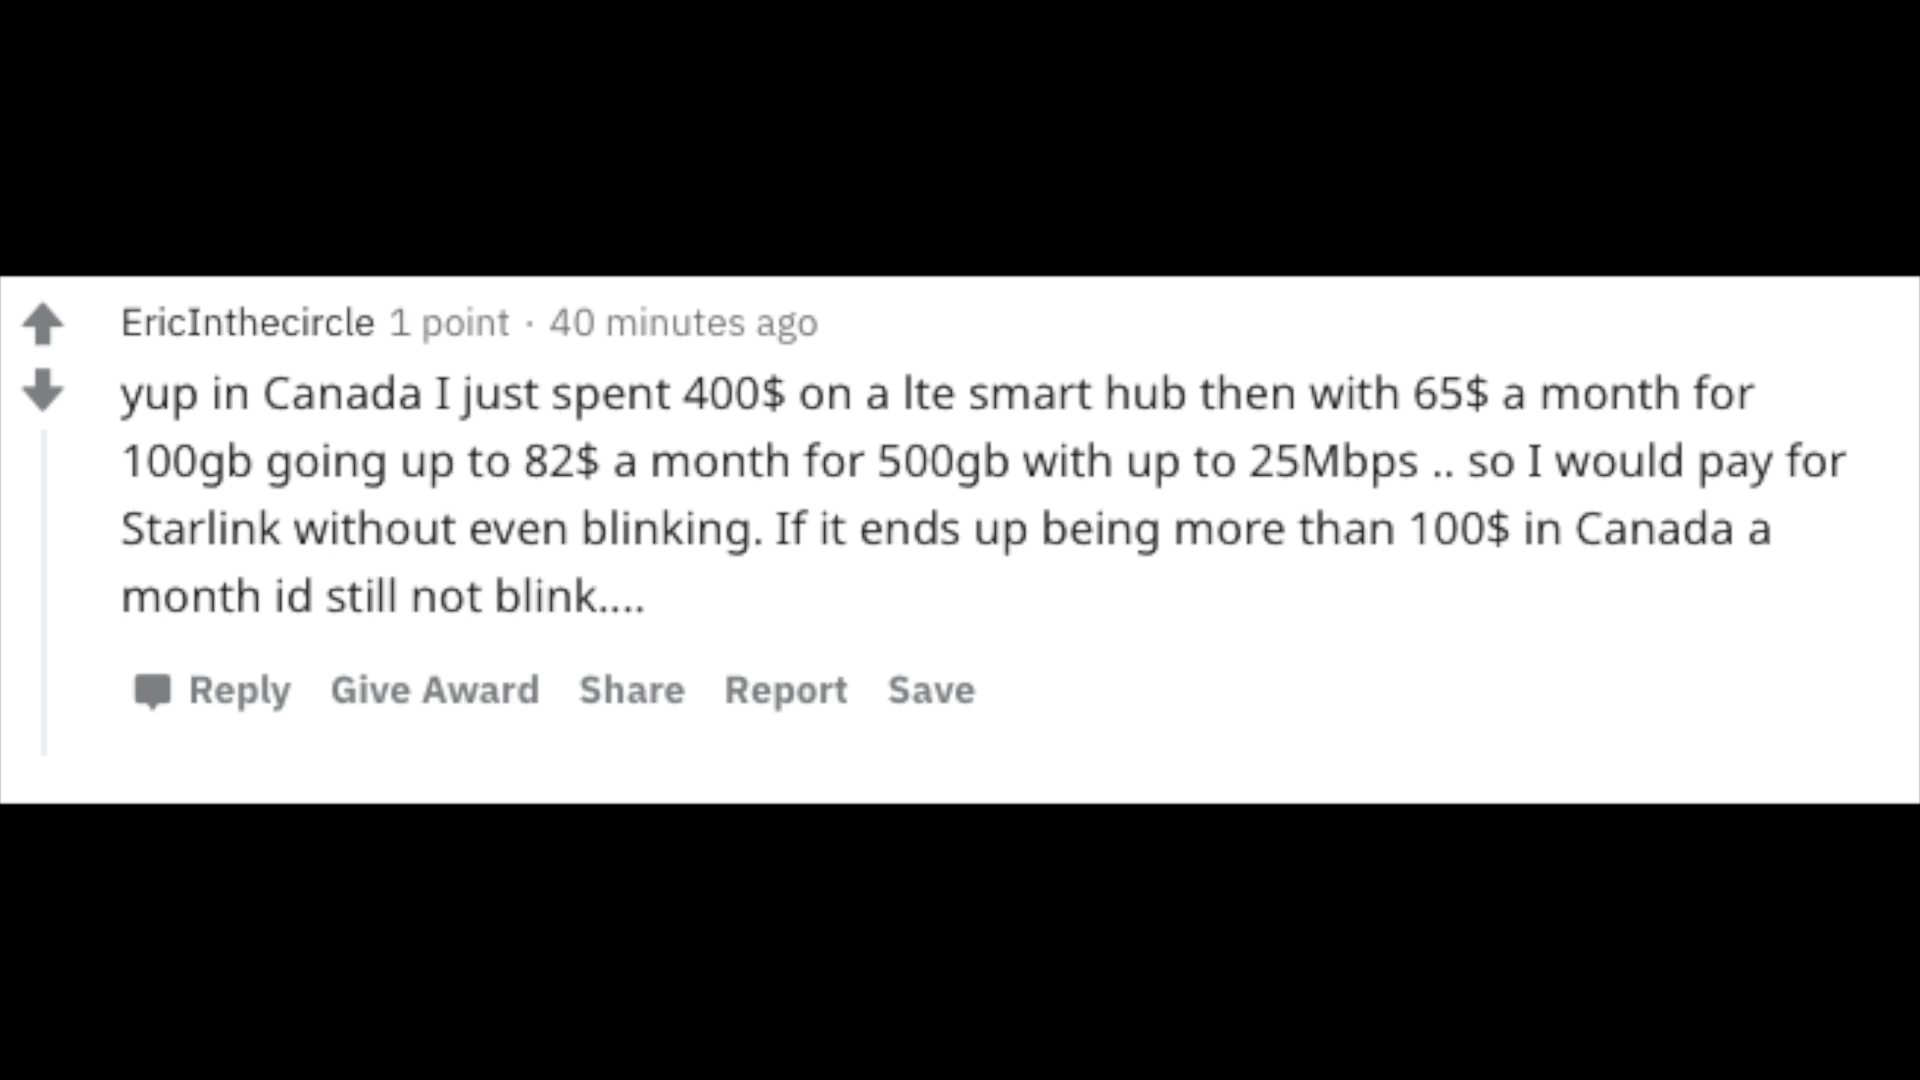 EricInthecircle 1 point · 40 minutes ago
yup in Canada I just spent 400$ on a lte smart hub then with 65$ a month for
100gb going up to 82$ a month for 500gb with up to 25Mbps .. so I would pay for
Starlink without even blinking. If it ends up being more than 100$ in Canada a
month id still not blink....
Reply Give Award Share Report Save